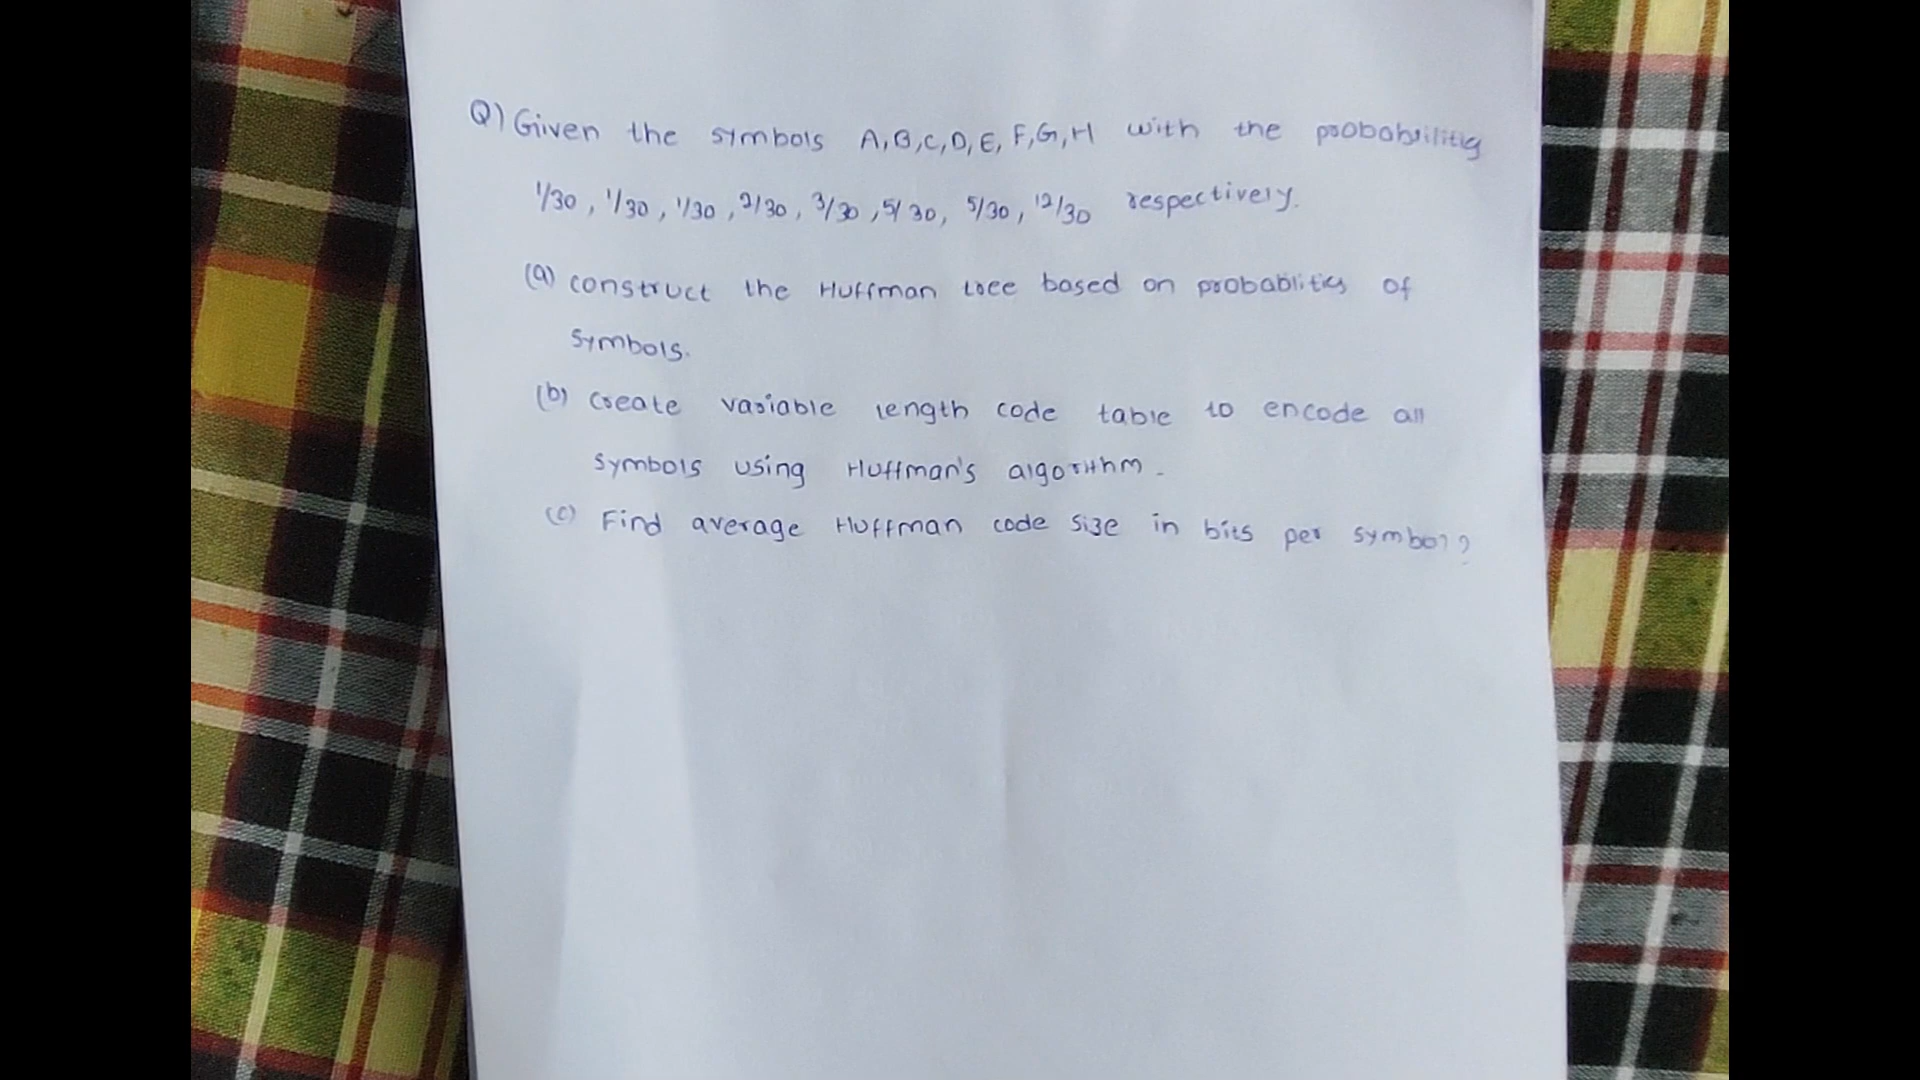 Q) Given the symbols A,B,C,D,E,F,G,H with the probabilities
1/30, 1/30, 1/30, 2/30, 3/30, 5/30, 5/30, 12/30 respectively.
(a) construct the Huffman tree based on probablities of
symbols.
(b) create variable length code table to encode all
symbols using Huffman's algorithm.
(c) Find average Huffman code size in bits per symbol?